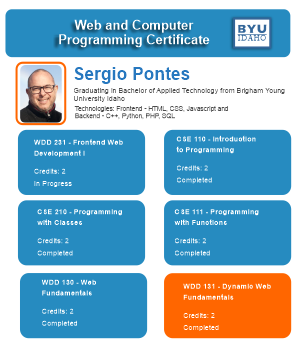 Web and Computer
Programming Certificate
BYU
IDAHO
Sergio Pontes
Graduating in Bachelor of Applied Technology from Brigham Young
University Idaho
Technologies: Frontend - HTML, CSS, Javascript and
Backend - C++, Python, PHP, SQL
WDD 231 - Frontend Web
Development I
Credits: 2
In Progress
CSE 110 - Introduction
to Programming
Credits: 2
Completed
CSE 210 - Programming
with Classes
Credits: 2
Completed
CSE 111 - Programming
with Functions
Credits: 2
Completed
WDD 130 - Web
Fundamentals
Credits: 2
Completed
WDD 131 - Dynamic Web
Fundamentals
Credits: 2
Completed